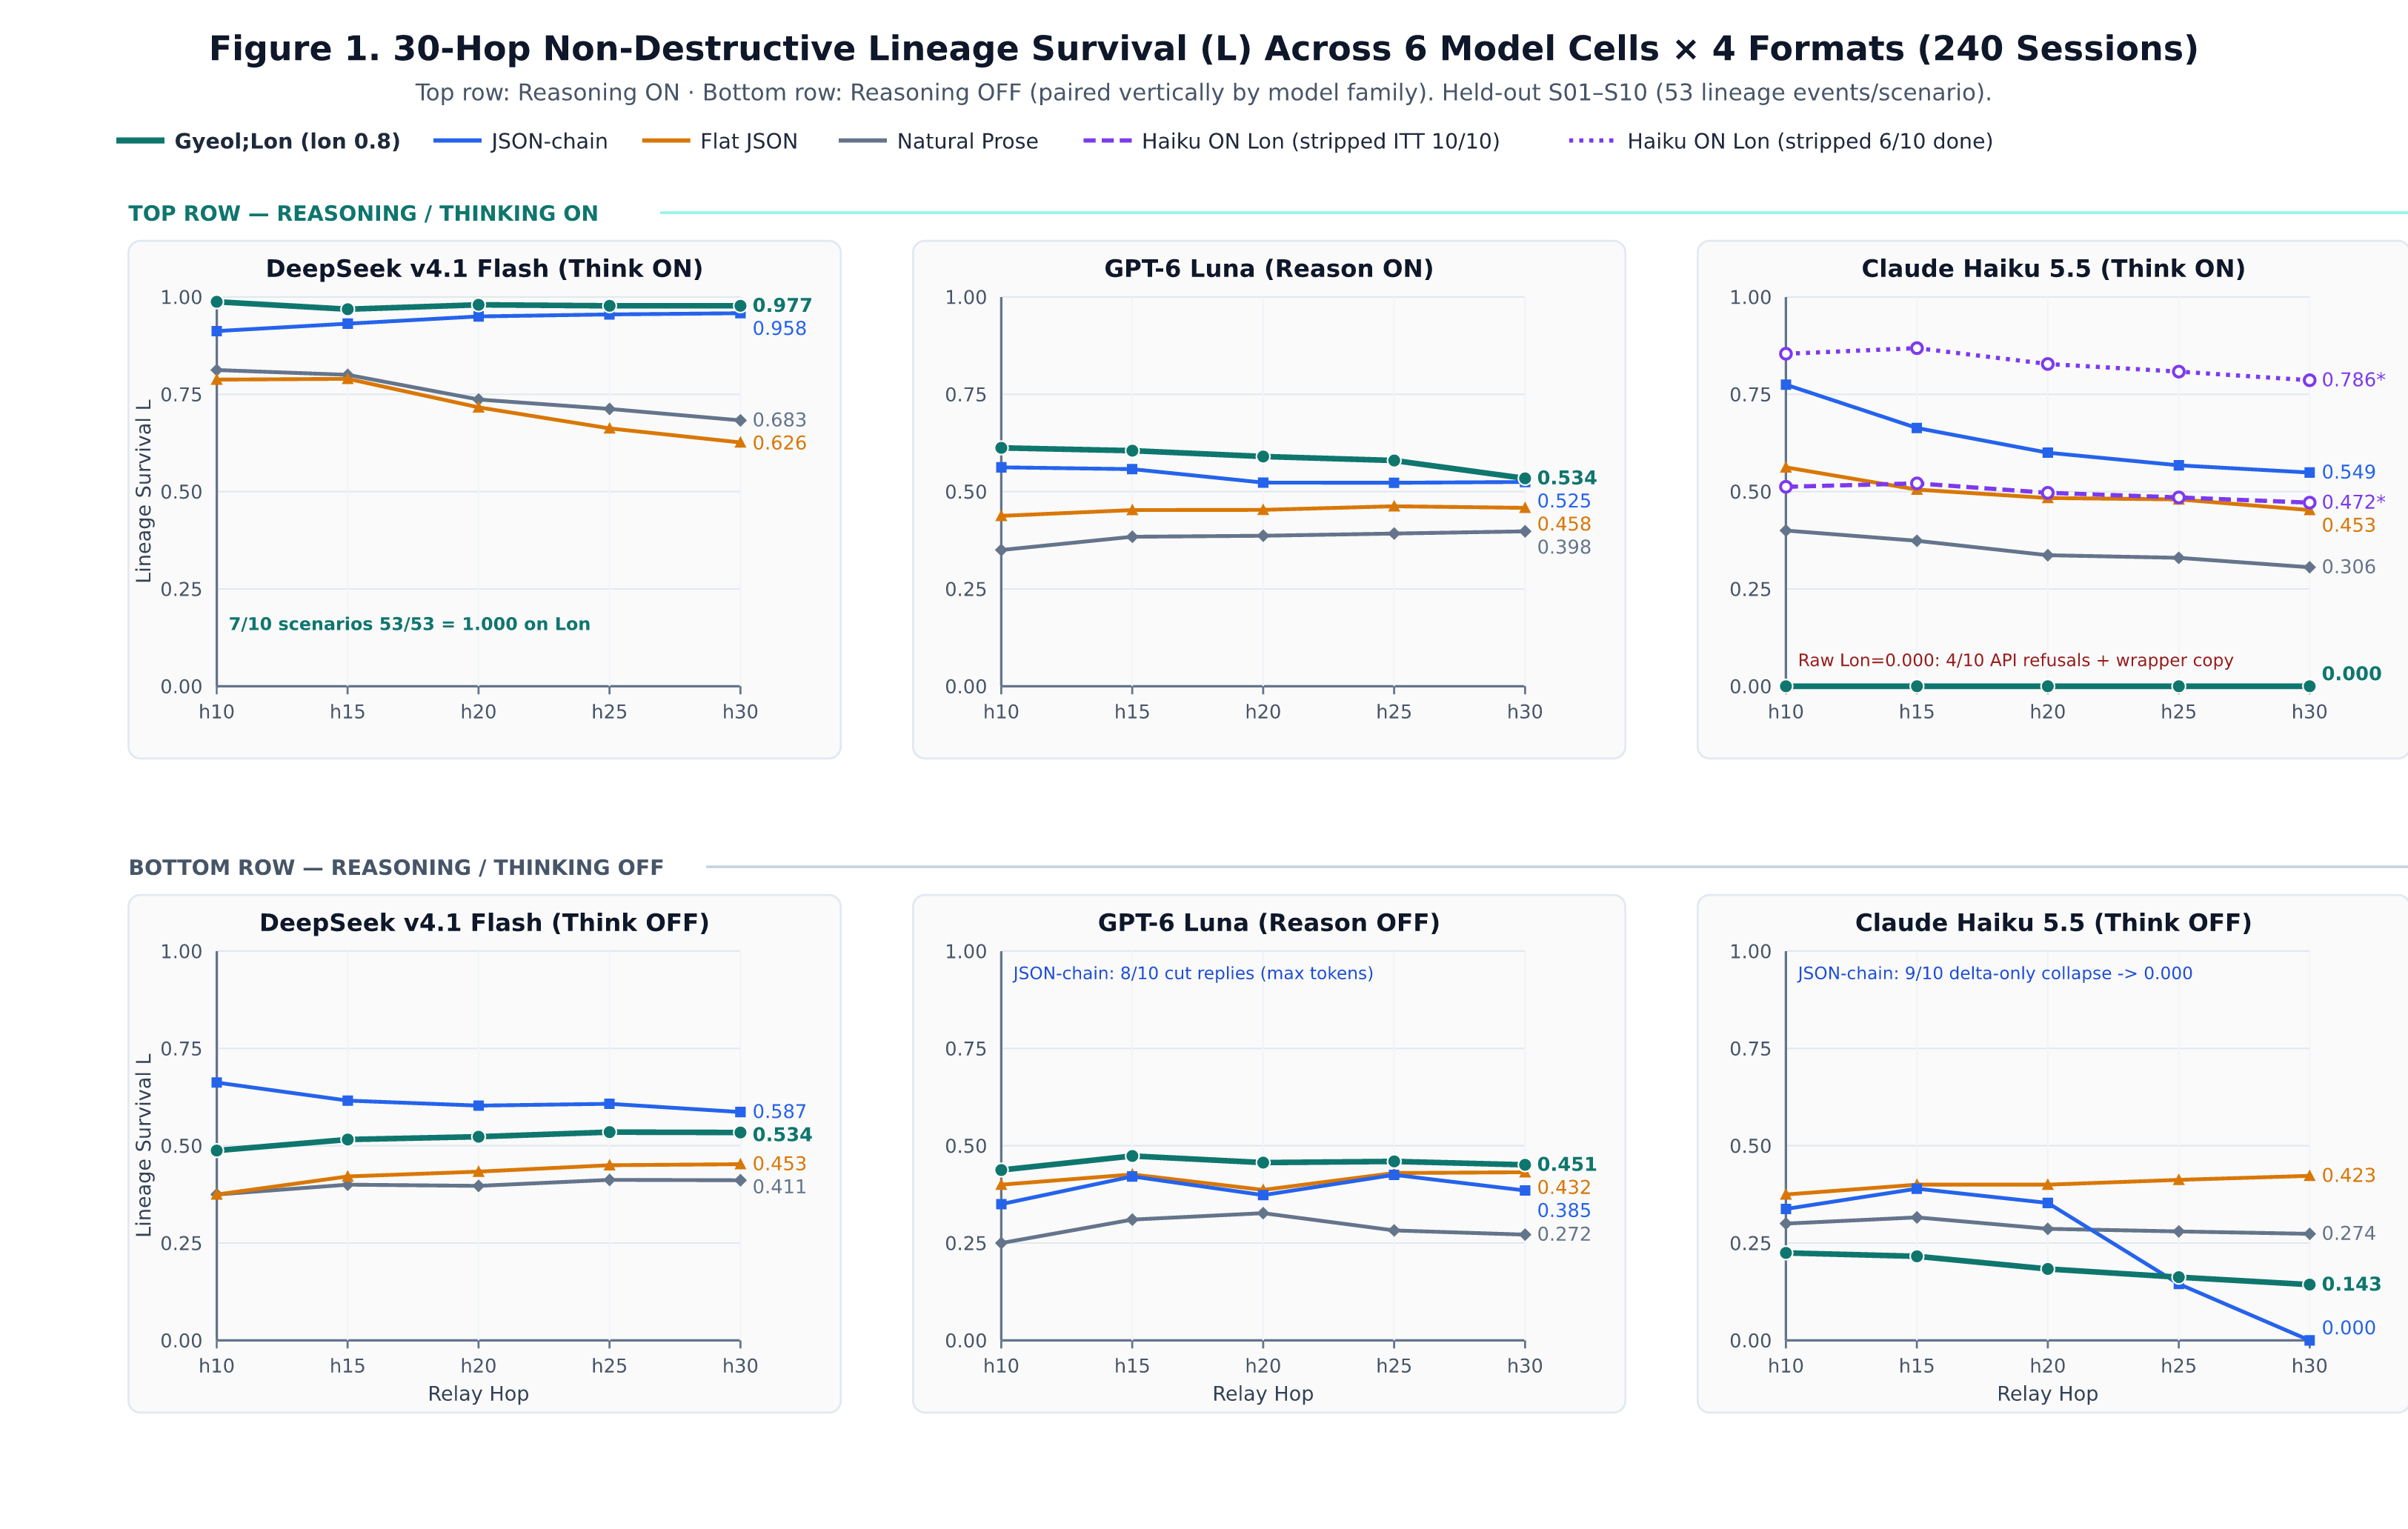 Figure 1. 30-Hop Non-Destructive Lineage Survival (L) Across 6 Model Cells × 4 Formats (240 Sessions)
Top row: Reasoning ON · Bottom row: Reasoning OFF (paired vertically by model family). Held-out S01–S10 (53 lineage events/scenario).
Gyeol;Lon (lon 0.8) JSON-chain Flat JSON Natural Prose Haiku ON Lon (stripped ITT 10/10) Haiku ON Lon (stripped 6/10 done)
TOP ROW — REASONING / THINKING ON
DeepSeek v4.1 Flash (Think ON)
Lineage Survival L
1.00
0.75
0.50
0.25
0.00
0.977
0.958
0.683
0.626
7/10 scenarios 53/53 = 1.000 on Lon
h10 h15 h20 h25 h30
GPT-6 Luna (Reason ON)
1.00
0.75
0.50
0.25
0.00
0.534
0.525
0.458
0.398
h10 h15 h20 h25 h30
Claude Haiku 5.5 (Think ON)
1.00
0.75
0.50
0.25
0.00
0.786*
0.549
0.472*
0.453
0.306
Raw Lon=0.000: 4/10 API refusals + wrapper copy
0.000
h10 h15 h20 h25 h30
BOTTOM ROW — REASONING / THINKING OFF
DeepSeek v4.1 Flash (Think OFF)
Lineage Survival L
1.00
0.75
0.50
0.25
0.00
0.587
0.534
0.453
0.411
h10 h15 h20 h25 h30
Relay Hop
GPT-6 Luna (Reason OFF)
JSON-chain: 8/10 cut replies (max tokens)
1.00
0.75
0.50
0.25
0.00
0.451
0.432
0.385
0.272
h10 h15 h20 h25 h30
Relay Hop
Claude Haiku 5.5 (Think OFF)
JSON-chain: 9/10 delta-only collapse -> 0.000
1.00
0.75
0.50
0.25
0.00
0.423
0.274
0.143
0.000
h10 h15 h20 h25 h30
Relay Hop